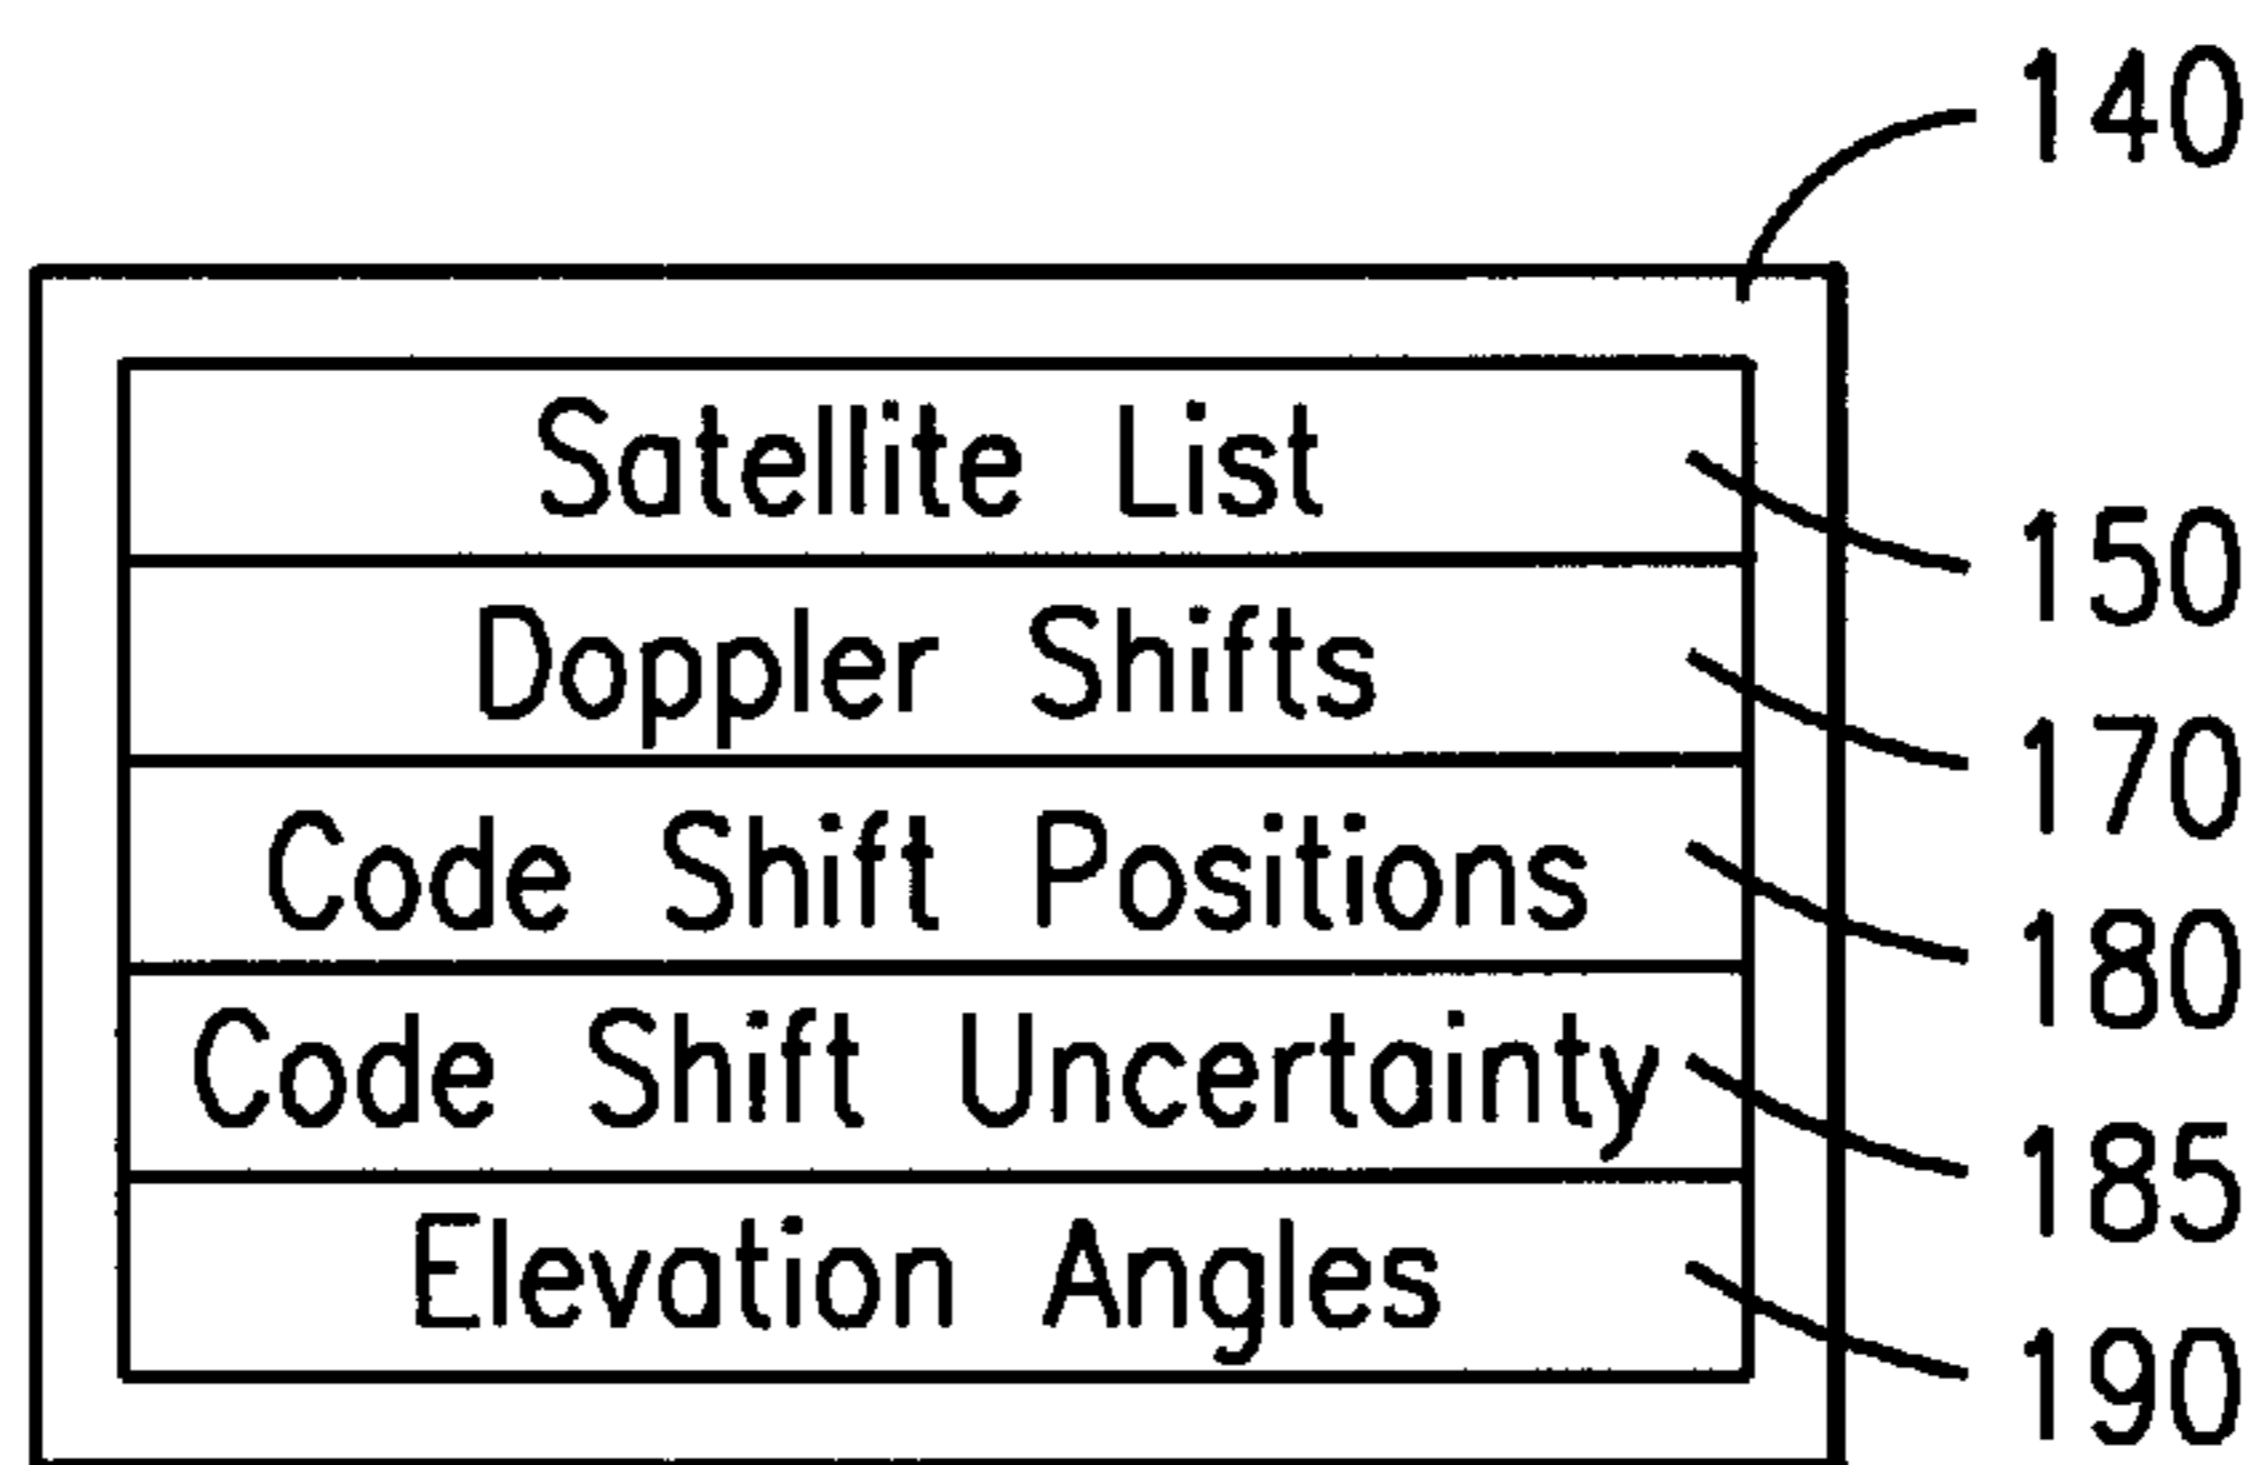 140
Satellite List
150
Doppler Shifts
170
Code Shift Positions
180
Code Shift Uncertainty
185
Elevation Angles
190